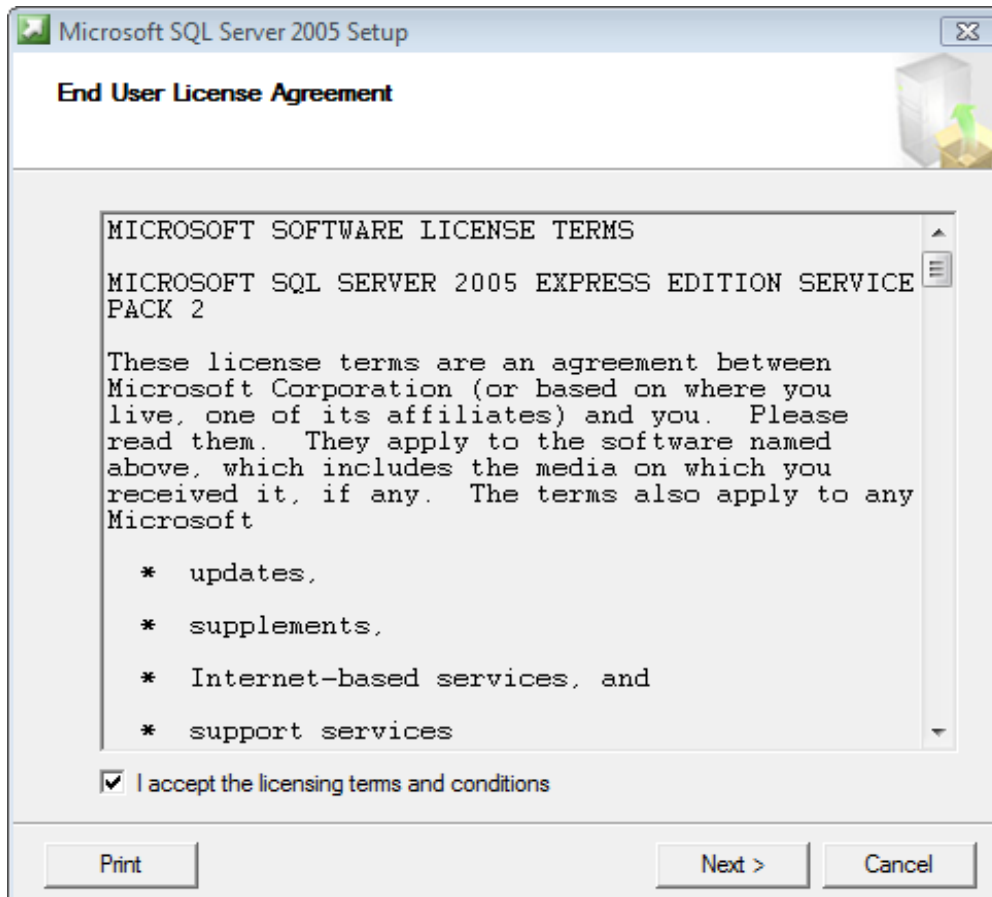 Microsoft SQL Server 2005 Setup
End User License Agreement
MICROSOFT SOFTWARE LICENSE TERMS
MICROSOFT SQL SERVER 2005 EXPRESS EDITION SERVICE
PACK 2
These license terms are an agreement between
Microsoft Corporation (or based on where you
live, one of its affiliates) and you.  Please
read them.  They apply to the software named
above, which includes the media on which you
received it, if any.  The terms also apply to any
Microsoft
*  updates,
*  supplements,
*  Internet-based services, and
*  support services
I accept the licensing terms and conditions
Print Next > Cancel